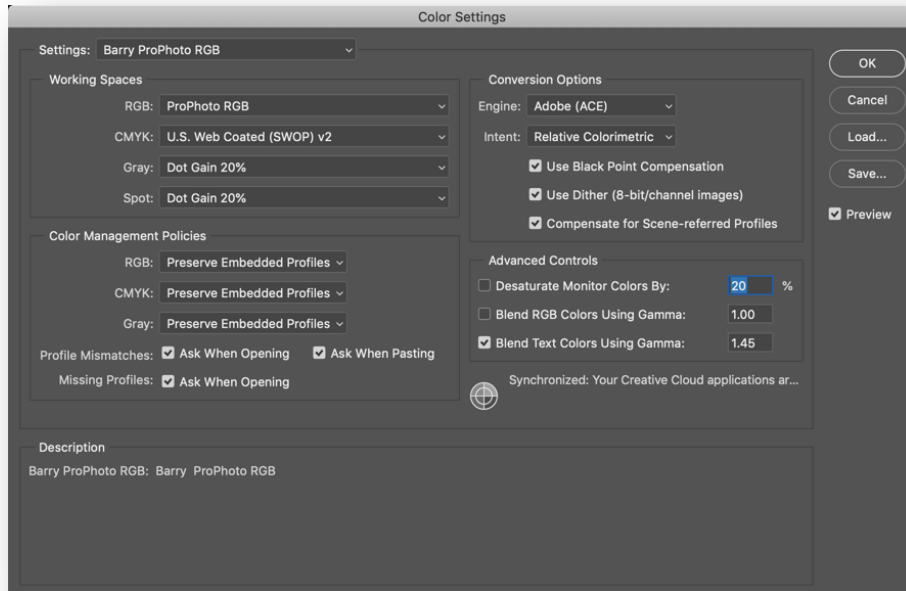 Color Settings
Settings: Barry ProPhoto RGB
Working Spaces
RGB: ProPhoto RGB
CMYK: U.S. Web Coated (SWOP) v2
Gray: Dot Gain 20%
Spot: Dot Gain 20%
Color Management Policies
RGB: Preserve Embedded Profiles
CMYK: Preserve Embedded Profiles
Gray: Preserve Embedded Profiles
Profile Mismatches: Ask When Opening Ask When Pasting
Missing Profiles: Ask When Opening
Conversion Options
Engine: Adobe (ACE)
Intent: Relative Colorimetric
Use Black Point Compensation
Use Dither (8-bit/channel images)
Compensate for Scene-referred Profiles
Advanced Controls
Desaturate Monitor Colors By: 20 %
Blend RGB Colors Using Gamma: 1.00
Blend Text Colors Using Gamma: 1.45
Synchronized: Your Creative Cloud applications ar...
OK
Cancel
Load...
Save...
Preview
Description
Barry ProPhoto RGB: Barry ProPhoto RGB